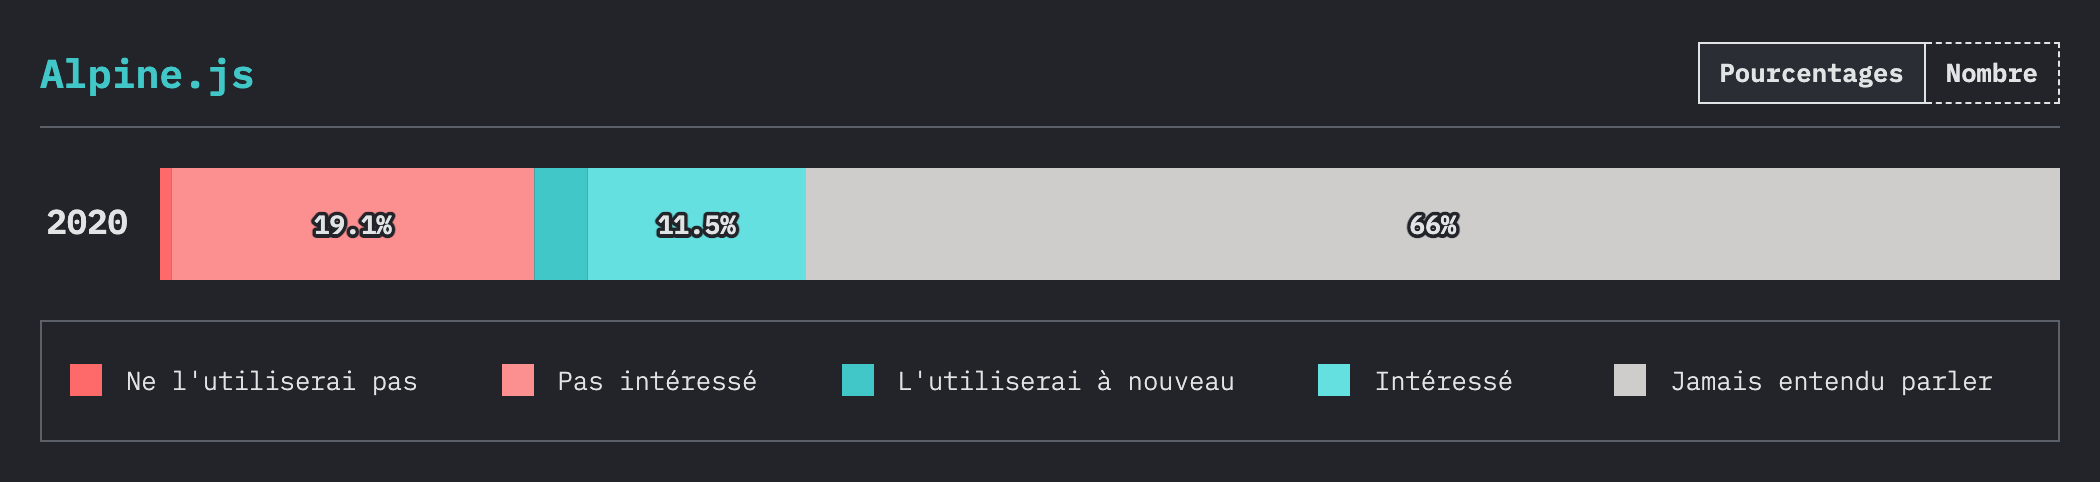 Alpine.js
Pourcentages Nombre
2020 19.1% 11.5% 66%
Ne l'utiliserai pas Pas intéressé L'utiliserai à nouveau Intéressé Jamais entendu parler